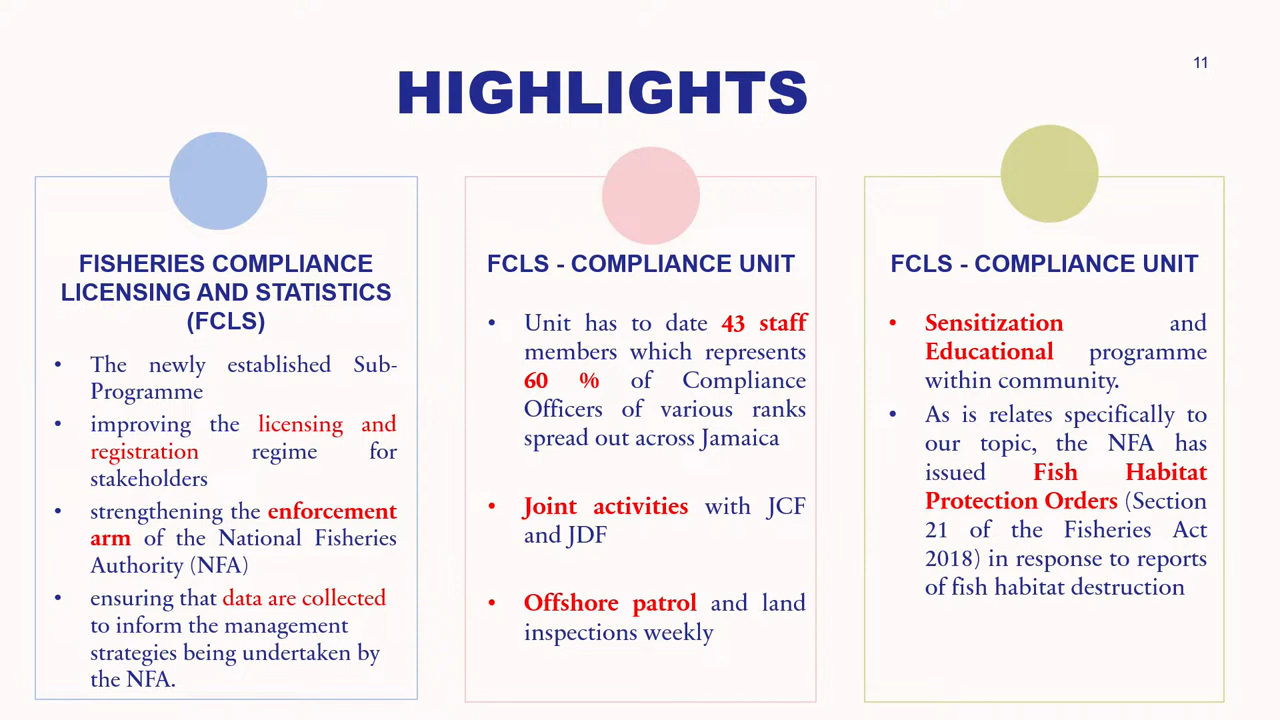 11
HIGHLIGHTS
FISHERIES COMPLIANCE
LICENSING AND STATISTICS
(FCLS)
• The newly established Sub-
Programme
• improving the licensing and
registration regime for
stakeholders
• strengthening the enforcement
arm of the National Fisheries
Authority (NFA)
• ensuring that data are collected
to inform the management
strategies being undertaken by
the NFA.
FCLS - COMPLIANCE UNIT
• Unit has to date 43 staff
members which represents
60 % of Compliance
Officers of various ranks
spread out across Jamaica
• Joint activities with JCF
and JDF
• Offshore patrol and land
inspections weekly
FCLS - COMPLIANCE UNIT
• Sensitization and
Educational programme
within community.
• As is relates specifically to
our topic, the NFA has
issued Fish Habitat
Protection Orders (Section
21 of the Fisheries Act
2018) in response to reports
of fish habitat destruction